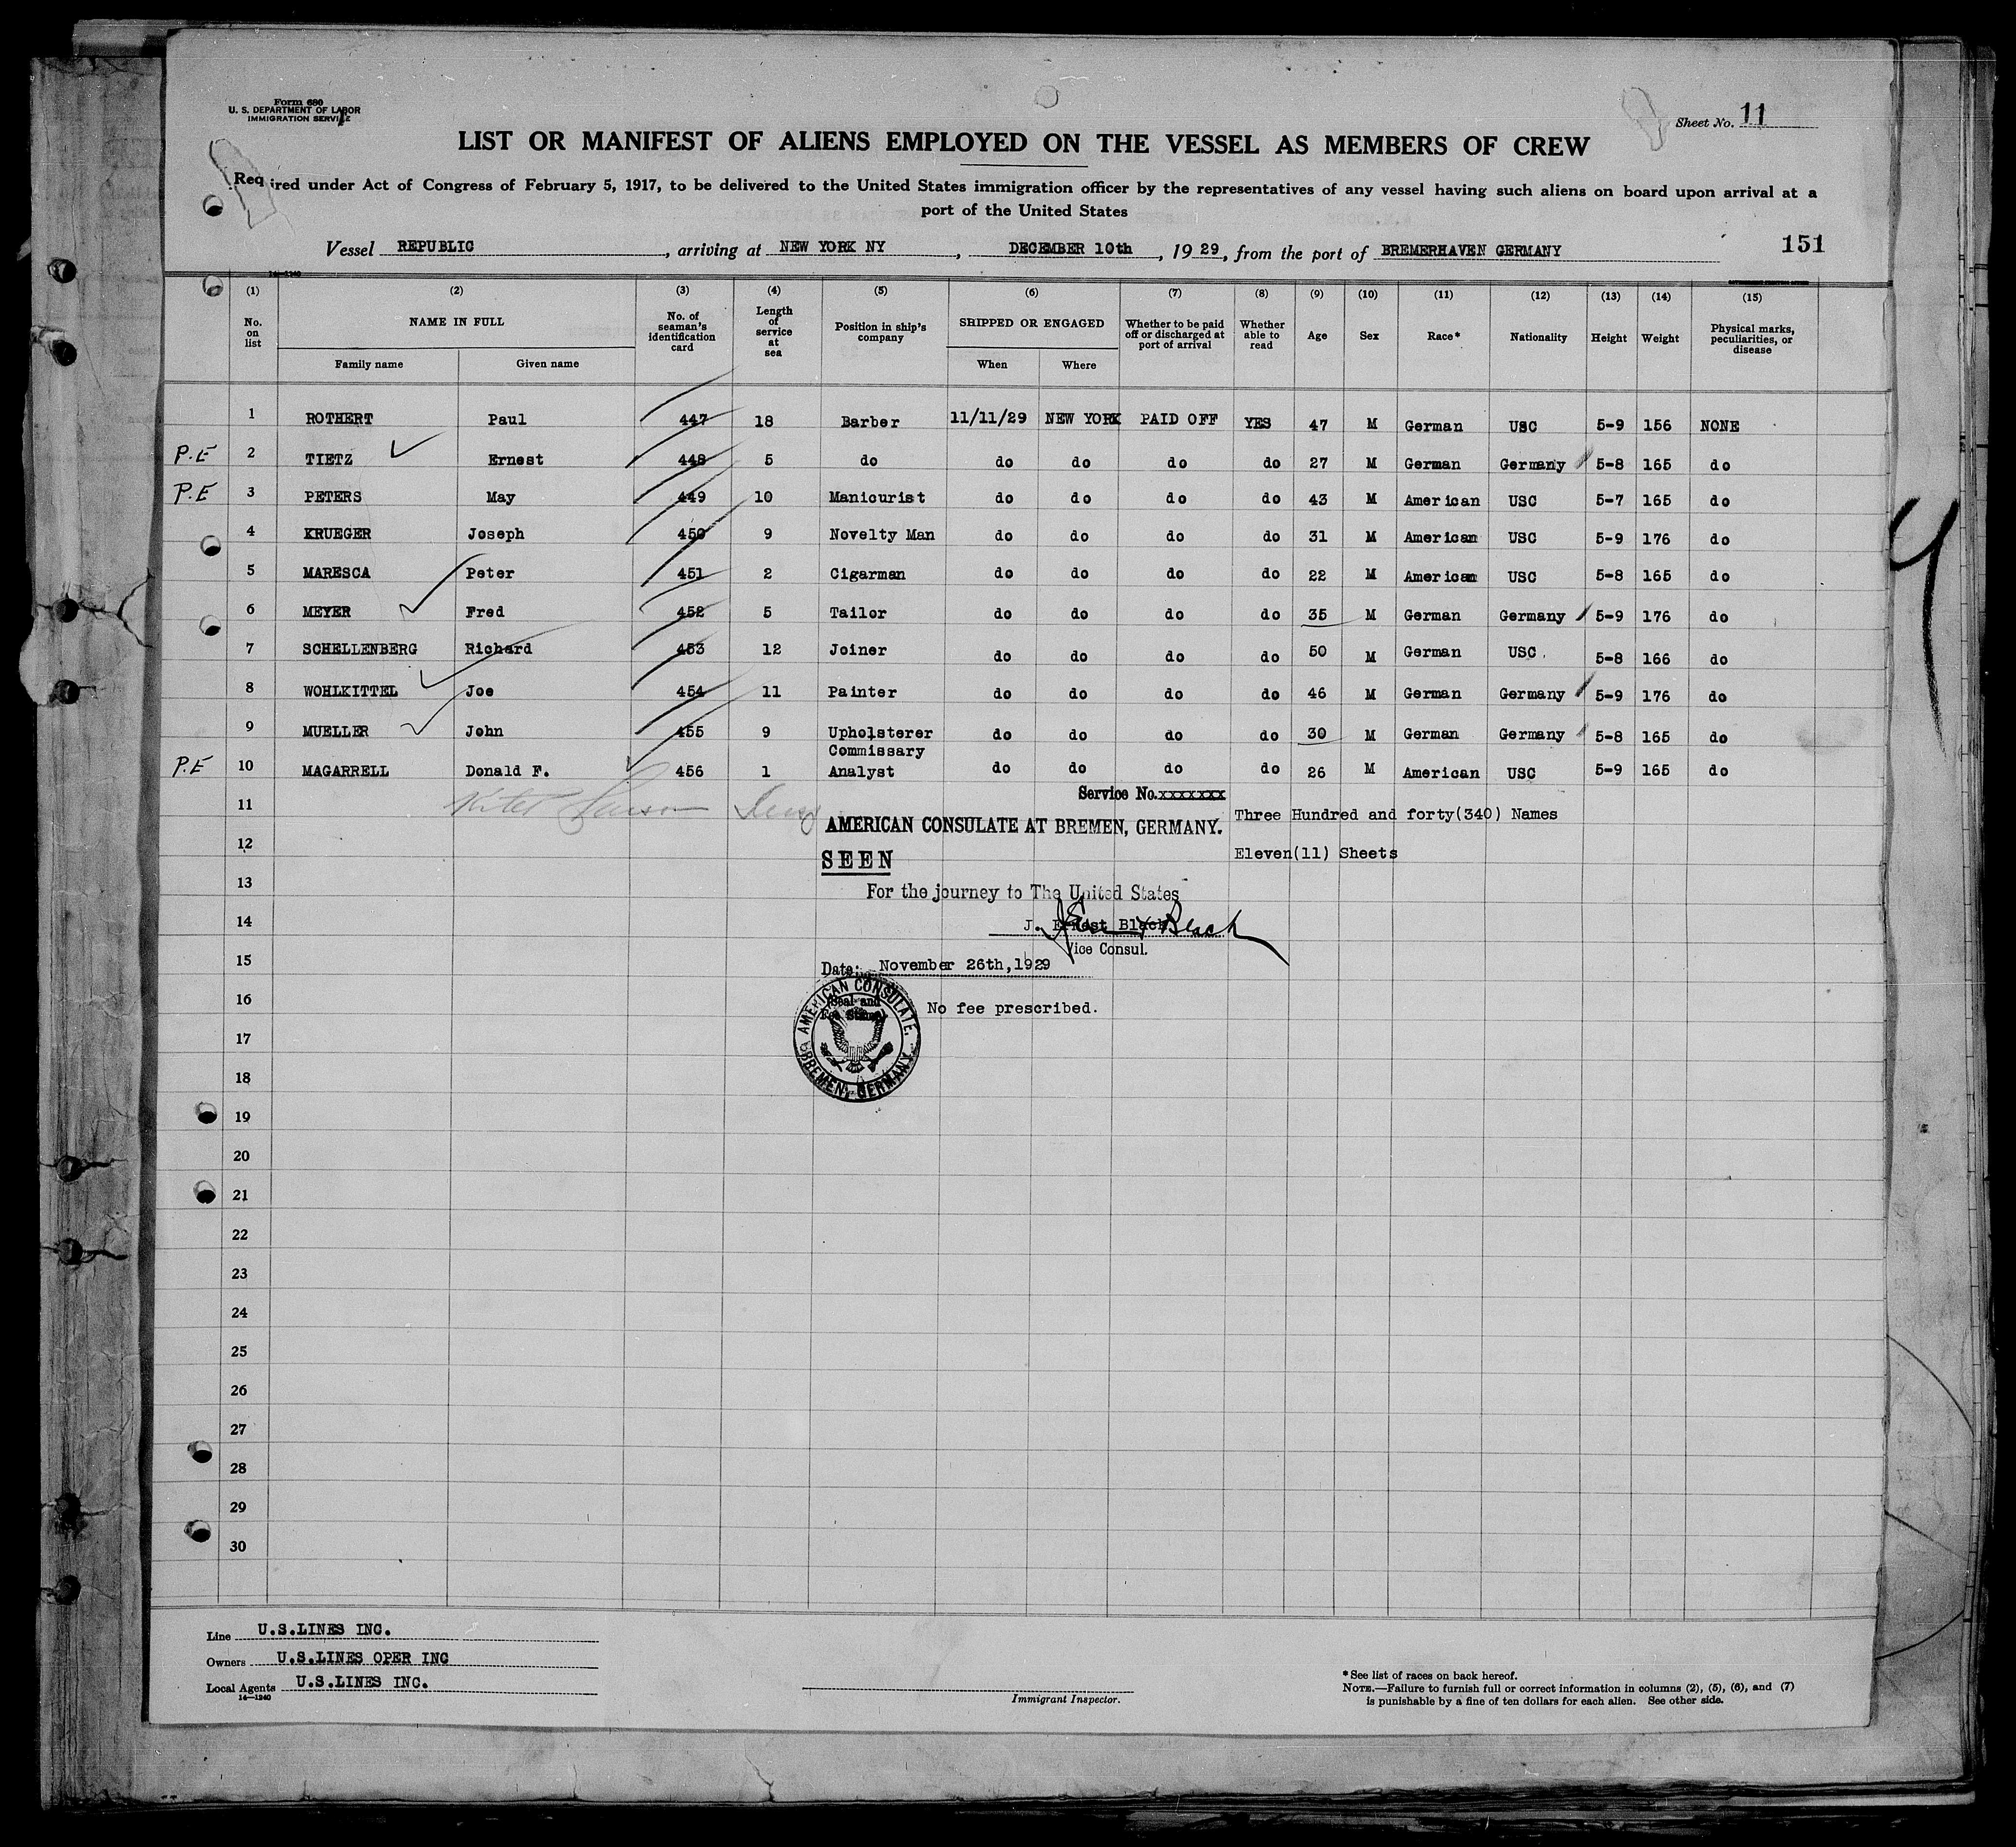 Form 680
U. S. DEPARTMENT OF LABOR
IMMIGRATION SERVICE
Sheet No. 11
LIST OR MANIFEST OF ALIENS EMPLOYED ON THE VESSEL AS MEMBERS OF CREW
Required under Act of Congress of February 5, 1917, to be delivered to the United States immigration officer by the representatives of any vessel having such aliens on board upon arrival at a
port of the United States
Vessel REPUBLIC, arriving at NEW YORK NY, DECEMBER 10th, 1929, from the port of BREMERHAVEN GERMANY 151
14—1240
(1) (2) (3) (4) (5) (6) (7) (8) (9) (10) (11) (12) (13) (14) (15)
No. on list NAME IN FULL Family name Given name No. of seaman's identification card Length of service at sea Position in ship's company SHIPPED OR ENGAGED When Where Whether to be paid off or discharged at port of arrival Whether able to read Age Sex Race* Nationality Height Weight Physical marks, peculiarities, or disease
1 ROTHERT Paul 447 18 Barber 11/11/29 NEW YORK PAID OFF YES 47 M German USC 5-9 156 NONE
P.E 2 TIETZ Ernest 448 5 do do do do do 27 M German Germany 5-8 165 do
P.E 3 PETERS May 449 10 Manicurist do do do do 43 M American USC 5-7 165 do
4 KRUEGER Joseph 450 9 Novelty Man do do do do 31 M American USC 5-9 176 do
5 MARESCA Peter 451 2 Cigarman do do do do 22 M American USC 5-8 165 do
6 MEYER Fred 452 5 Tailor do do do do 35 M German Germany 5-9 176 do
7 SCHELLENBERG Richard 453 12 Joiner do do do do 50 M German USC. 5-8 166 do
8 WOHLKITTEL Joe 454 11 Painter do do do do 46 M German Germany 5-9 176 do
9 MUELLER John 455 9 Upholsterer do do do do 30 M German Germany 5-8 165 do
P.E 10 MAGARRELL Donald F. 456 1 Commissary Analyst do do do do 26 M American USC 5-9 165 do
Service No. xxxxxxx
11
Three Hundred and forty(340) Names
AMERICAN CONSULATE AT BREMEN, GERMANY.
12
SEEN
Eleven(11) Sheets
13
For the journey to The United States
14
J. Ernest Black
Vice Consul.
15
Date: November 26th,1929
16
No fee prescribed.
AMERICAN CONSULATE.
BREMEN, GERMANY
(Seal and
Fee Stamp)
17
18
19
20
21
22
23
24
25
26
27
28
29
30
Line U.S.LINES INC.
Owners U.S.LINES OPER INC
Local Agents U.S.LINES INC.
14—1240
Immigrant Inspector.
*See list of races on back hereof.
NOTE.—Failure to furnish full or correct information in columns (2), (5), (6), and (7)
is punishable by a fine of ten dollars for each alien. See other side.